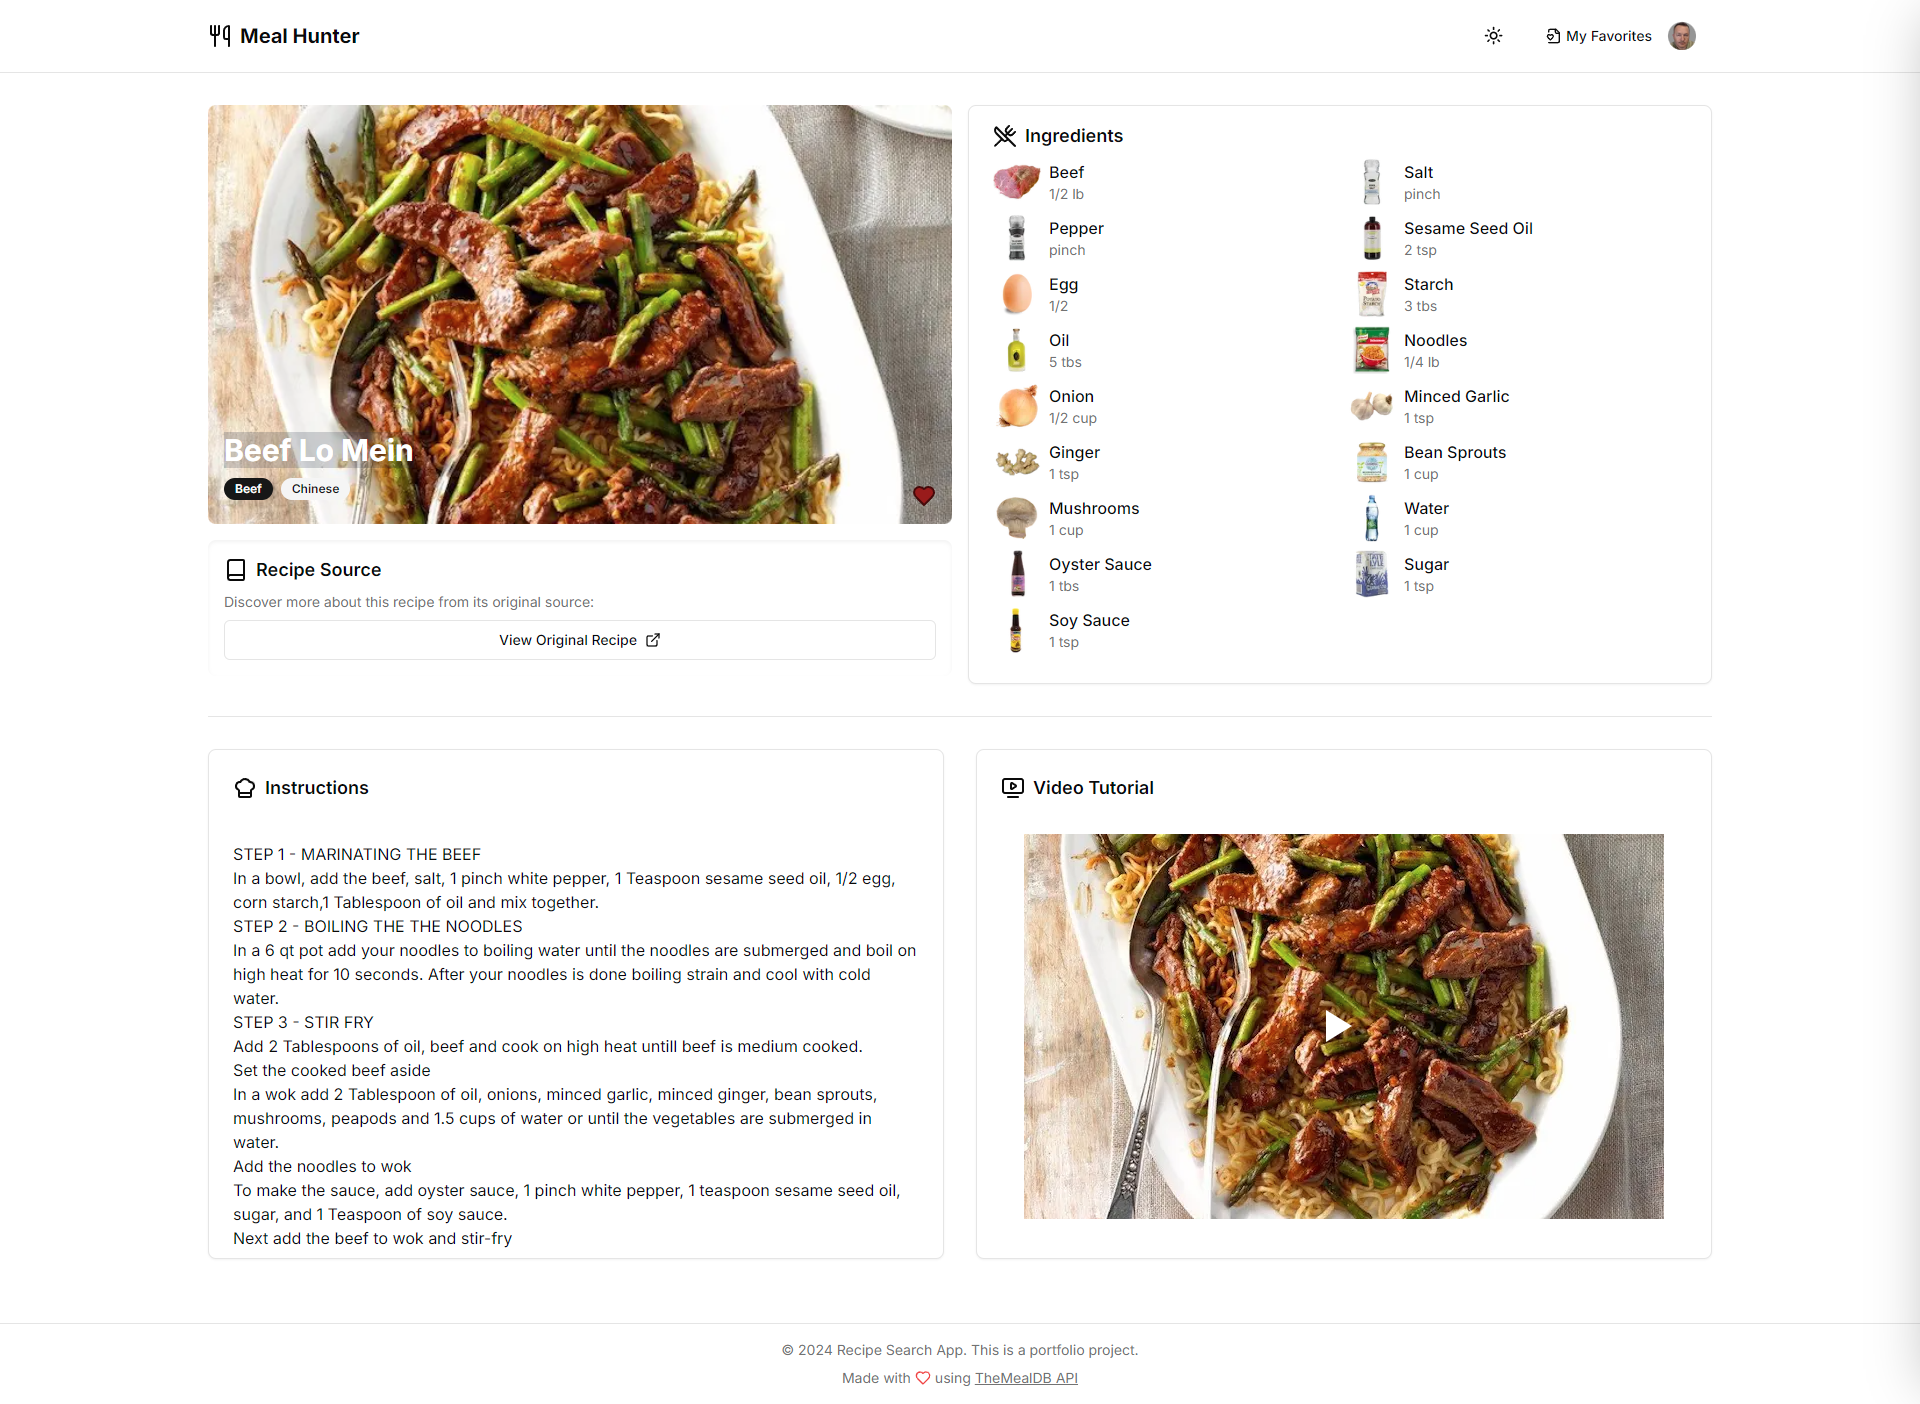 Meal Hunter
My Favorites
Beef Lo Mein
Beef
Chinese
Recipe Source
Discover more about this recipe from its original source:
View Original Recipe
Ingredients
Beef
1/2 lb
Salt
pinch
Pepper
pinch
Sesame Seed Oil
2 tsp
Egg
1/2
Starch
3 tbs
Oil
5 tbs
Noodles
1/4 lb
Onion
1/2 cup
Minced Garlic
1 tsp
Ginger
1 tsp
Bean Sprouts
1 cup
Mushrooms
1 cup
Water
1 cup
Oyster Sauce
1 tbs
Sugar
1 tsp
Soy Sauce
1 tsp
Instructions
STEP 1 - MARINATING THE BEEF
In a bowl, add the beef, salt, 1 pinch white pepper, 1 Teaspoon sesame seed oil, 1/2 egg,
corn starch,1 Tablespoon of oil and mix together.
STEP 2 - BOILING THE THE NOODLES
In a 6 qt pot add your noodles to boiling water until the noodles are submerged and boil on
high heat for 10 seconds. After your noodles is done boiling strain and cool with cold
water.
STEP 3 - STIR FRY
Add 2 Tablespoons of oil, beef and cook on high heat untill beef is medium cooked.
Set the cooked beef aside
In a wok add 2 Tablespoon of oil, onions, minced garlic, minced ginger, bean sprouts,
mushrooms, peapods and 1.5 cups of water or until the vegetables are submerged in
water.
Add the noodles to wok
To make the sauce, add oyster sauce, 1 pinch white pepper, 1 teaspoon sesame seed oil,
sugar, and 1 Teaspoon of soy sauce.
Next add the beef to wok and stir-fry
Video Tutorial
© 2024 Recipe Search App. This is a portfolio project.
Made with using TheMealDB API